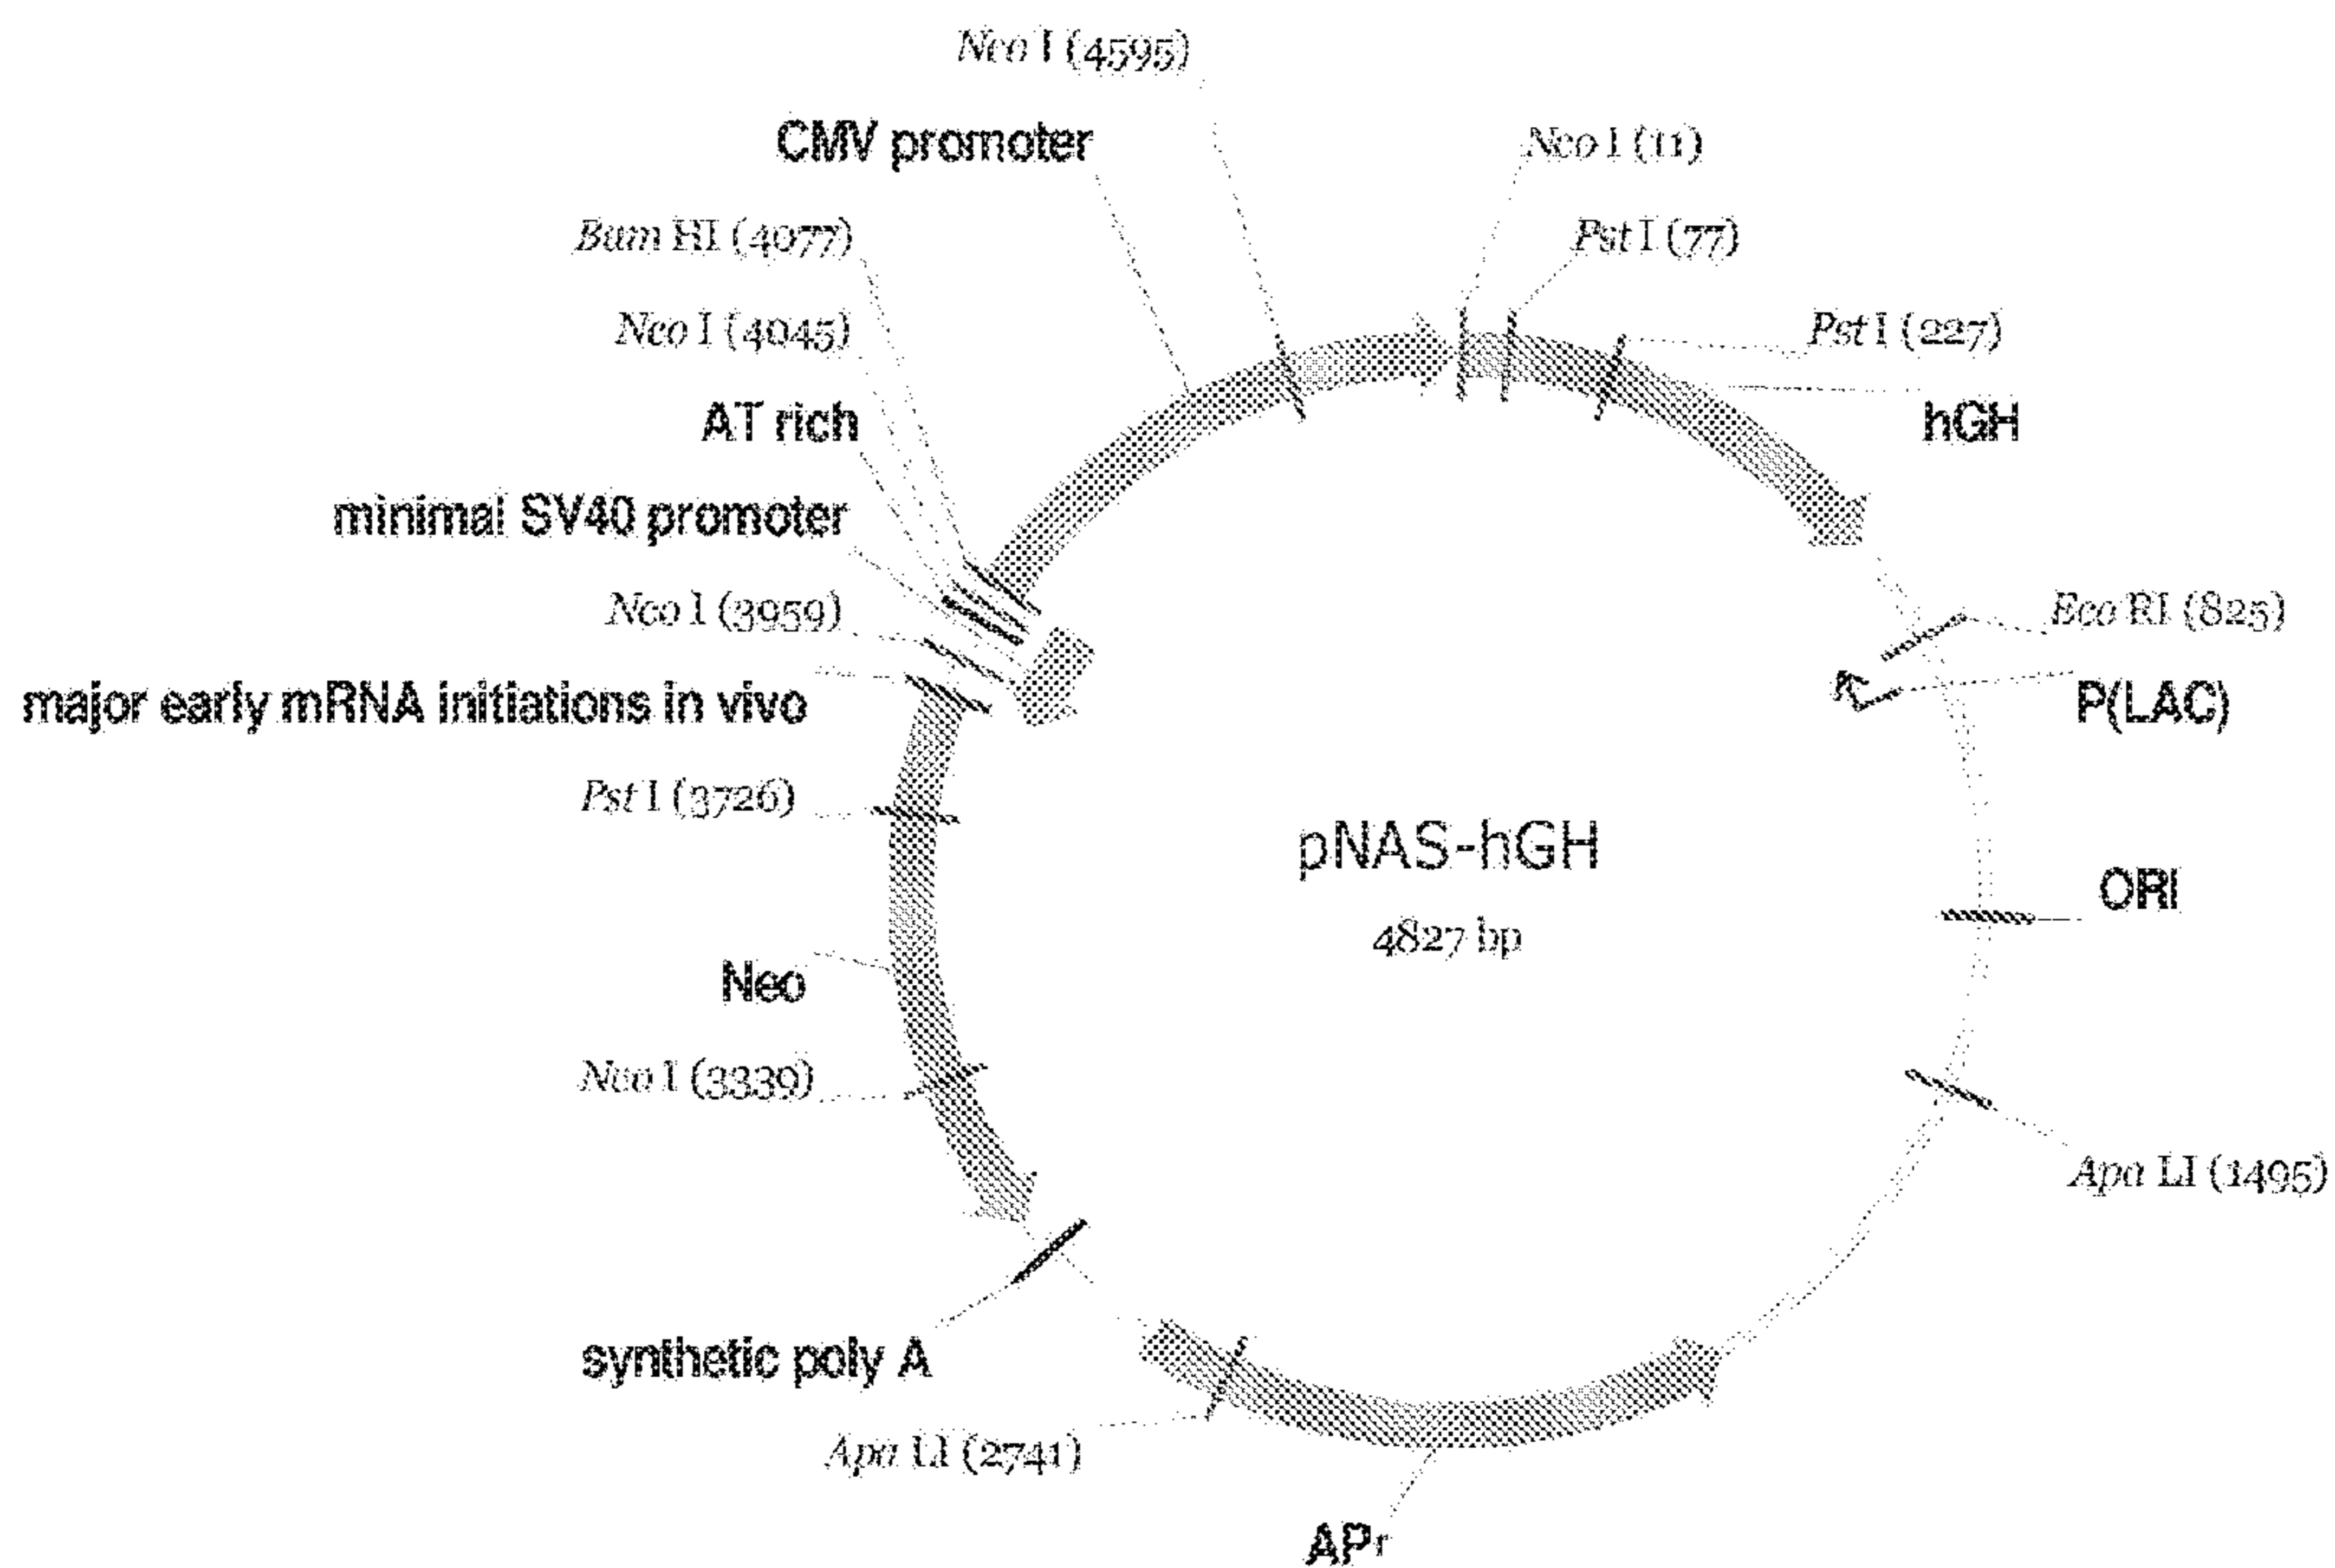 Nco I (4595)
CMV promoter
Nco I (11)
Bam HI (4077)
Pst I (77)
Nco I (4045)
Pst I (227)
AT rich
hGH
minimal SV40 promoter
Nco I (3959)
Eco RI (825)
major early mRNA initiations in vivo
P(LAC)
Pst I (3726)
pNAS-hGH
ORI
4827 bp
Neo
Nco I (3339)
Apa LI (1495)
synthetic poly A
Apa LI (2741)
APr